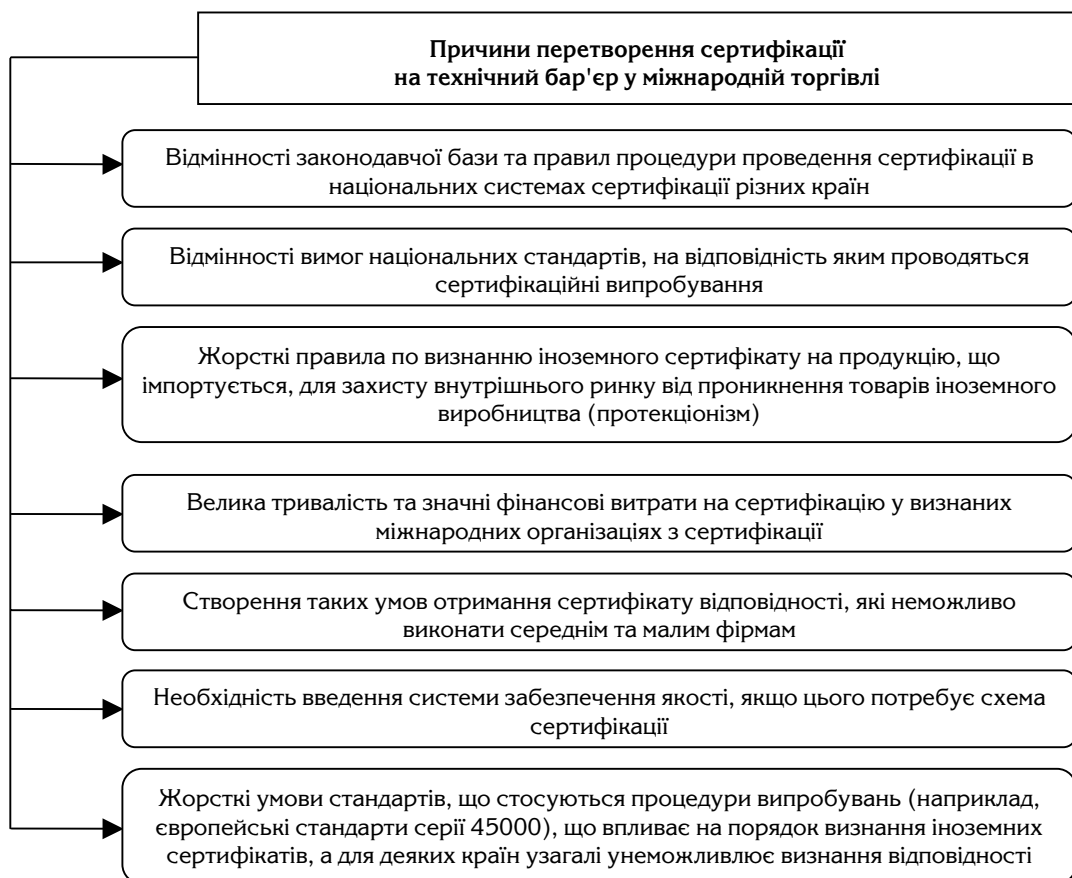 Причини перетворення сертифікації
на технічний бар'єр у міжнародній торгівлі
Відмінності законодавчої бази та правил процедури проведення сертифікації в
національних системах сертифікації різних країн
Відмінності вимог національних стандартів, на відповідність яким проводяться
сертифікаційні випробування
Жорсткі правила по визнанню іноземного сертифікату на продукцію, що
імпортується, для захисту внутрішнього ринку від проникнення товарів іноземного
виробництва (протекціонізм)
Велика тривалість та значні фінансові витрати на сертифікацію у визнаних
міжнародних організаціях з сертифікації
Створення таких умов отримання сертифікату відповідності, які неможливо
виконати середнім та малим фірмам
Необхідність введення системи забезпечення якості, якщо цього потребує схема
сертифікації
Жорсткі умови стандартів, що стосуються процедури випробувань (наприклад,
європейські стандарти серії 45000), що впливає на порядок визнання іноземних
сертифікатів, а для деяких країн узагалі унеможливлює визнання відповідності